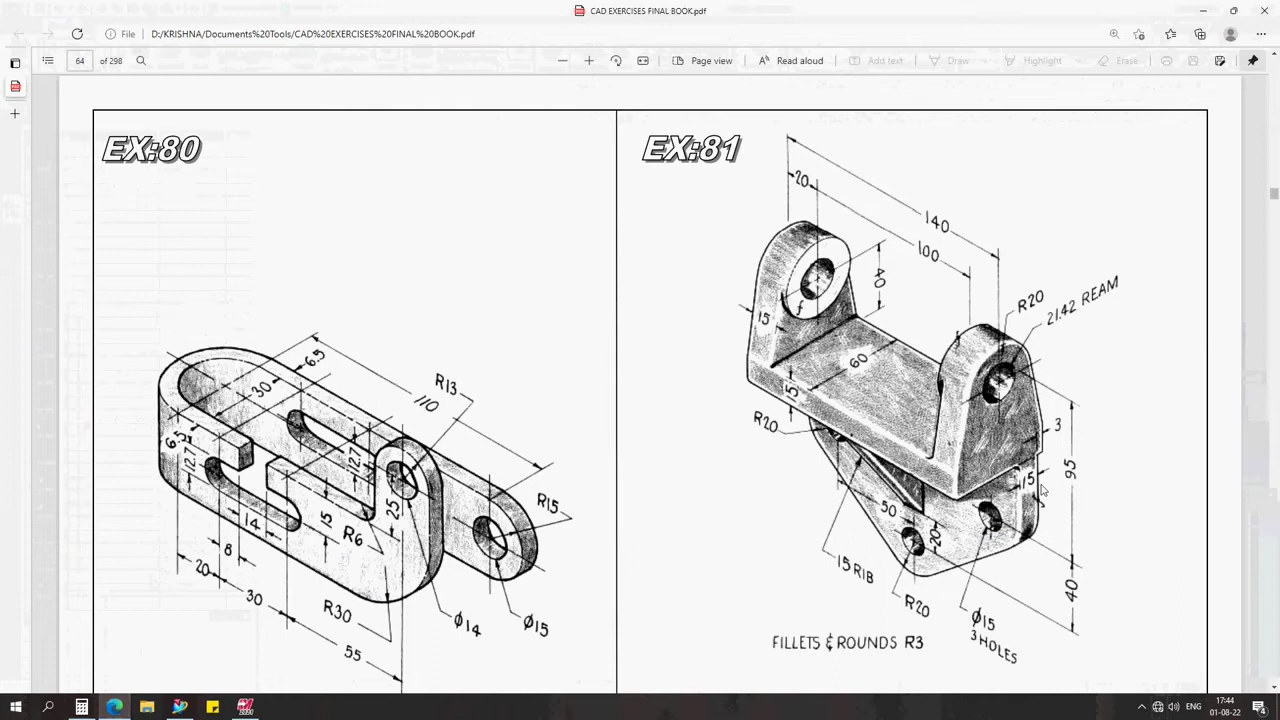 CAD EXERCISES FINAL BOOK.pdf
File
D:/KRISHNA/Documents%20Tools/CAD%20EXERCISES%20FINAL%20BOOK.pdf
64
of 298
Page view
Read aloud
Add text
Draw
Highlight
Erase
EX:80
6.5
30
R13
110
6.5
12.7
12.7
25
R15
14
15
R6
8
20
30
R30
55
Ø14
Ø15
EX:81
20
140
100
40
R20
21.42 REAM
15
f
60
15
R20
3
15
95
50
20
15 RIB
R20
Ø15
3 HOLES
40
FILLETS & ROUNDS R3
ENG
17:44
01-08-22
4